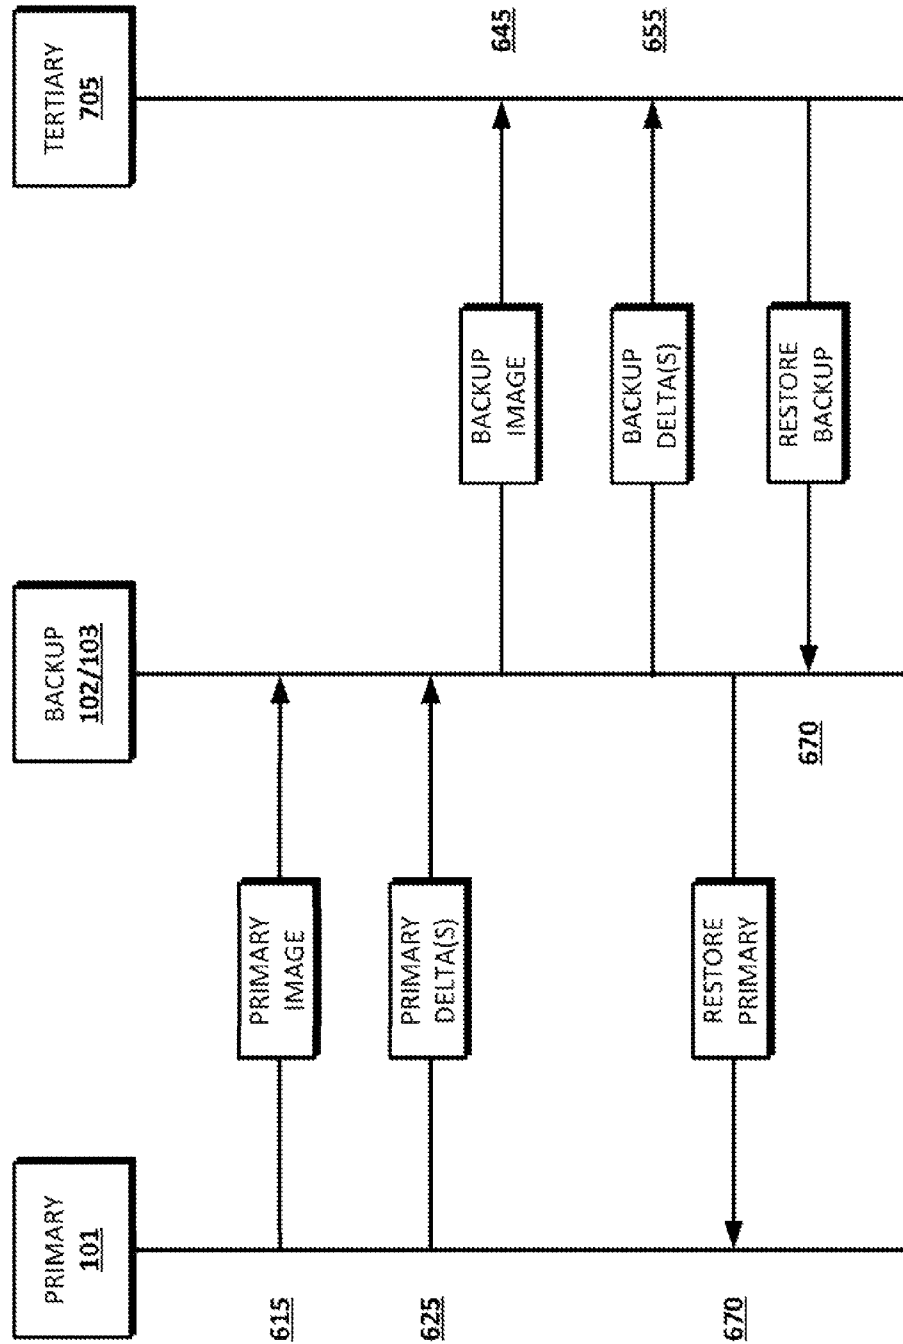 PRIMARY
101
BACKUP
102/103
TERTIARY
705
615
PRIMARY
IMAGE
625
PRIMARY
DELTA(S)
BACKUP
IMAGE
645
BACKUP
DELTA(S)
655
670
RESTORE
PRIMARY
670
RESTORE
BACKUP